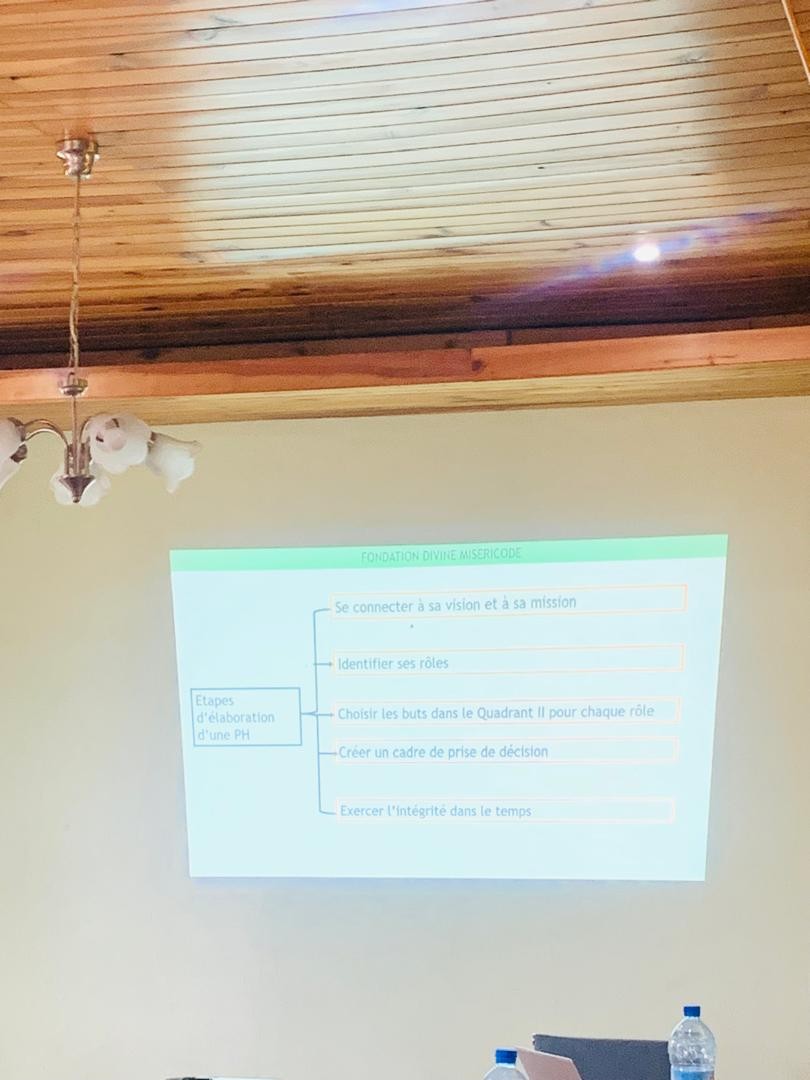 FONDATION DIVINE MISERICODE
Se connecter à sa vision et à sa mission
Identifier ses rôles
Etapes
d'élaboration
d'une PH
Choisir les buts dans le Quadrant II pour chaque rôle
Créer un cadre de prise de décision
Exercer l'intégrité dans le temps